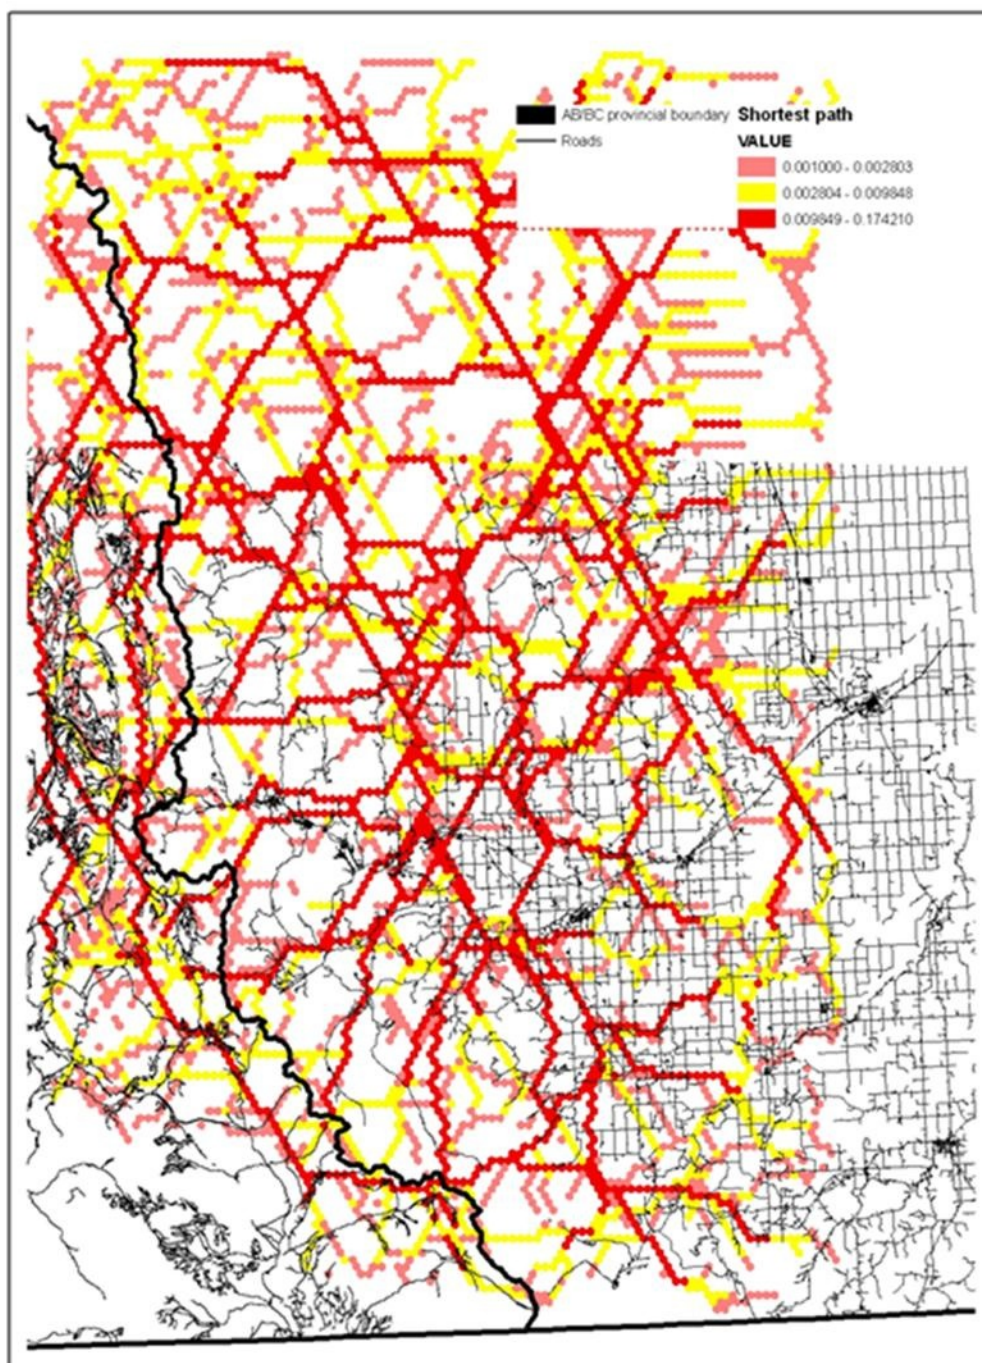 AB/BC provincial boundary
Roads
Shortest path
VALUE
0.001000 - 0.002803
0.002804 - 0.009848
0.009849 - 0.174210